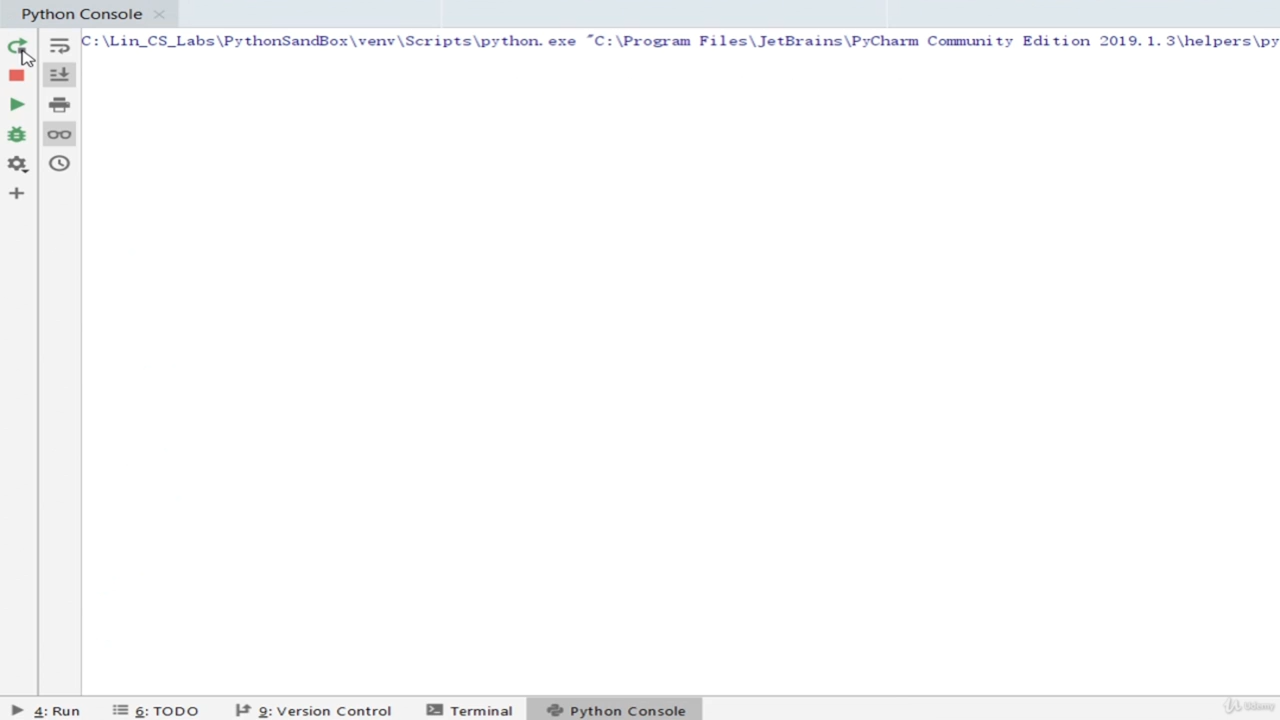 Python Console
C:\Lin_CS_Labs\PythonSandBox\venv\Scripts\python.exe "C:\Program Files\JetBrains\PyCharm Community Edition 2019.1.3\helpers\py
4: Run
6: TODO
9: Version Control
Terminal
Python Console
Udemy